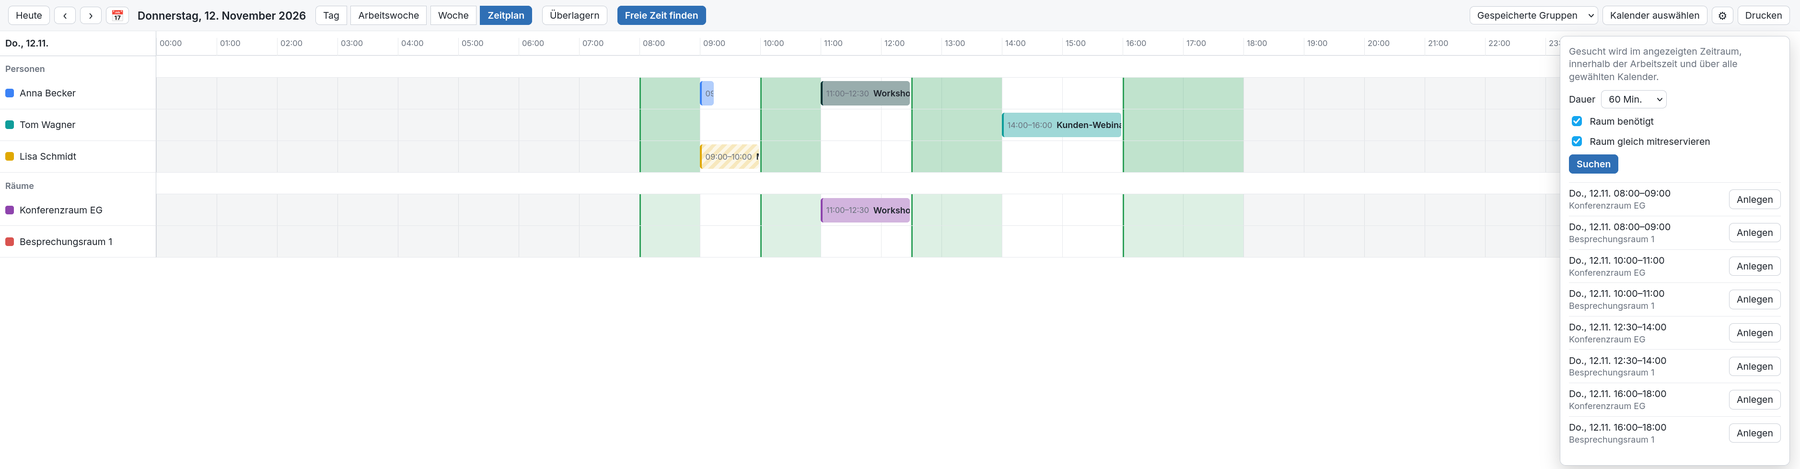 Heute ‹ › Donnerstag, 12. November 2026 Tag Arbeitswoche Woche Zeitplan Überlagern Freie Zeit finden Gespeicherte Gruppen Kalender auswählen Drucken
Do., 12.11. 00:00 01:00 02:00 03:00 04:00 05:00 06:00 07:00 08:00 09:00 10:00 11:00 12:00 13:00 14:00 15:00 16:00 17:00 18:00 19:00 20:00 21:00 22:00 23:
Personen
Anna Becker 11:00–12:30 Worksho
Tom Wagner 14:00–16:00 Kunden-Webina
Lisa Schmidt 09:00–10:00
Räume
Konferenzraum EG 11:00–12:30 Worksho
Besprechungsraum 1
Gesucht wird im angezeigten Zeitraum,
innerhalb der Arbeitszeit und über alle
gewählten Kalender.
Dauer 60 Min.
Raum benötigt
Raum gleich mitreservieren
Suchen
Do., 12.11. 08:00–09:00
Konferenzraum EG
Anlegen
Do., 12.11. 08:00–09:00
Besprechungsraum 1
Anlegen
Do., 12.11. 10:00–11:00
Konferenzraum EG
Anlegen
Do., 12.11. 10:00–11:00
Besprechungsraum 1
Anlegen
Do., 12.11. 12:30–14:00
Konferenzraum EG
Anlegen
Do., 12.11. 12:30–14:00
Besprechungsraum 1
Anlegen
Do., 12.11. 16:00–18:00
Konferenzraum EG
Anlegen
Do., 12.11. 16:00–18:00
Besprechungsraum 1
Anlegen